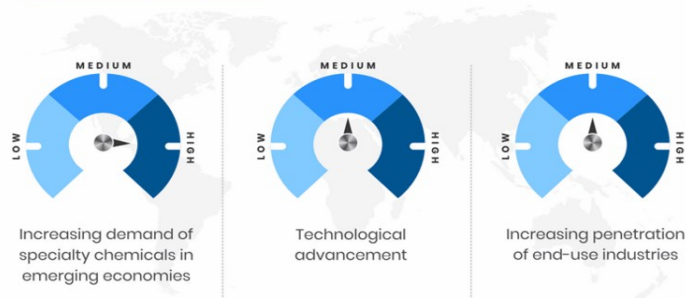 MEDIUM
LOW
HIGH
Increasing demand of
specialty chemicals in
emerging economies
MEDIUM
LOW
HIGH
Technological
advancement
MEDIUM
LOW
HIGH
Increasing penetration
of end-use industries